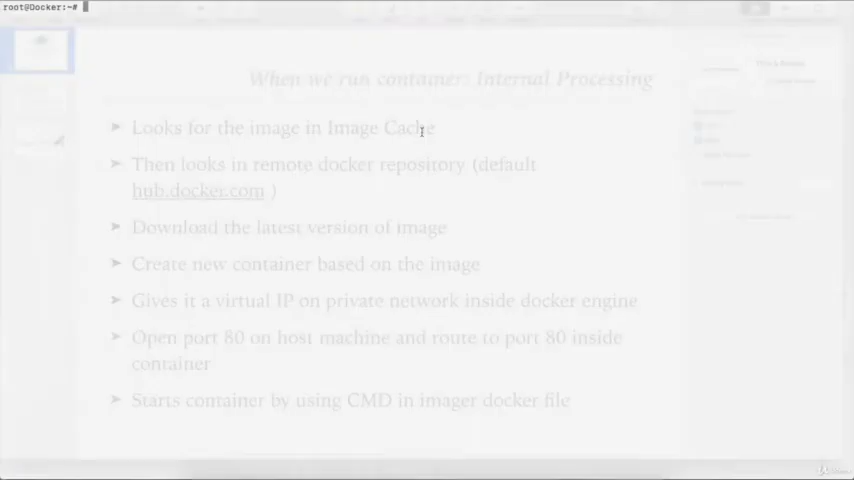 root@Docker:~#
When we run container: Internal Processing
➤ Looks for the image in Image Cache
➤ Then looks in remote docker repository (default
hub.docker.com )
➤ Download the latest version of image
➤ Create new container based on the image
➤ Gives it a virtual IP on private network inside docker engine
➤ Open port 80 on host machine and route to port 80 inside
container
➤ Starts container by using CMD in imager docker file